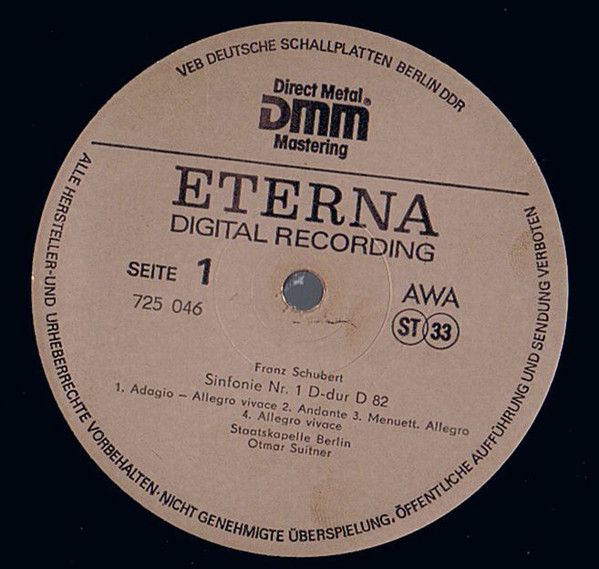 VEB DEUTSCHE SCHALLPLATTEN BERLIN DDR
Direct Metal
DMM®
Mastering
ETERNA
DIGITAL RECORDING
SEITE 1
725 046
AWA
ST 33
Franz Schubert
Sinfonie Nr. 1 D-dur D 82
1. Adagio – Allegro vivace 2. Andante 3. Menuett. Allegro
4. Allegro vivace
Staatskapelle Berlin
Otmar Suitner
ALLE HERSTELLER-UND URHEBERRECHTE VORBEHALTEN·NICHT GENEHMIGTE ÜBERSPIELUNG, ÖFFENTLICHE AUFFÜHRUNG UND SENDUNG VERBOTEN